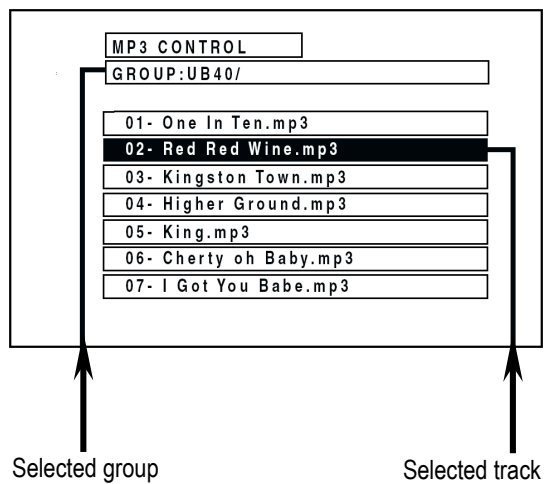 MP3 CONTROL
GROUP:UB40/
01- One In Ten.mp3
02- Red Red Wine.mp3
03- Kingston Town.mp3
04- Higher Ground.mp3
05- King.mp3
06- Cherty oh Baby.mp3
07- I Got You Babe.mp3
Selected group
Selected track